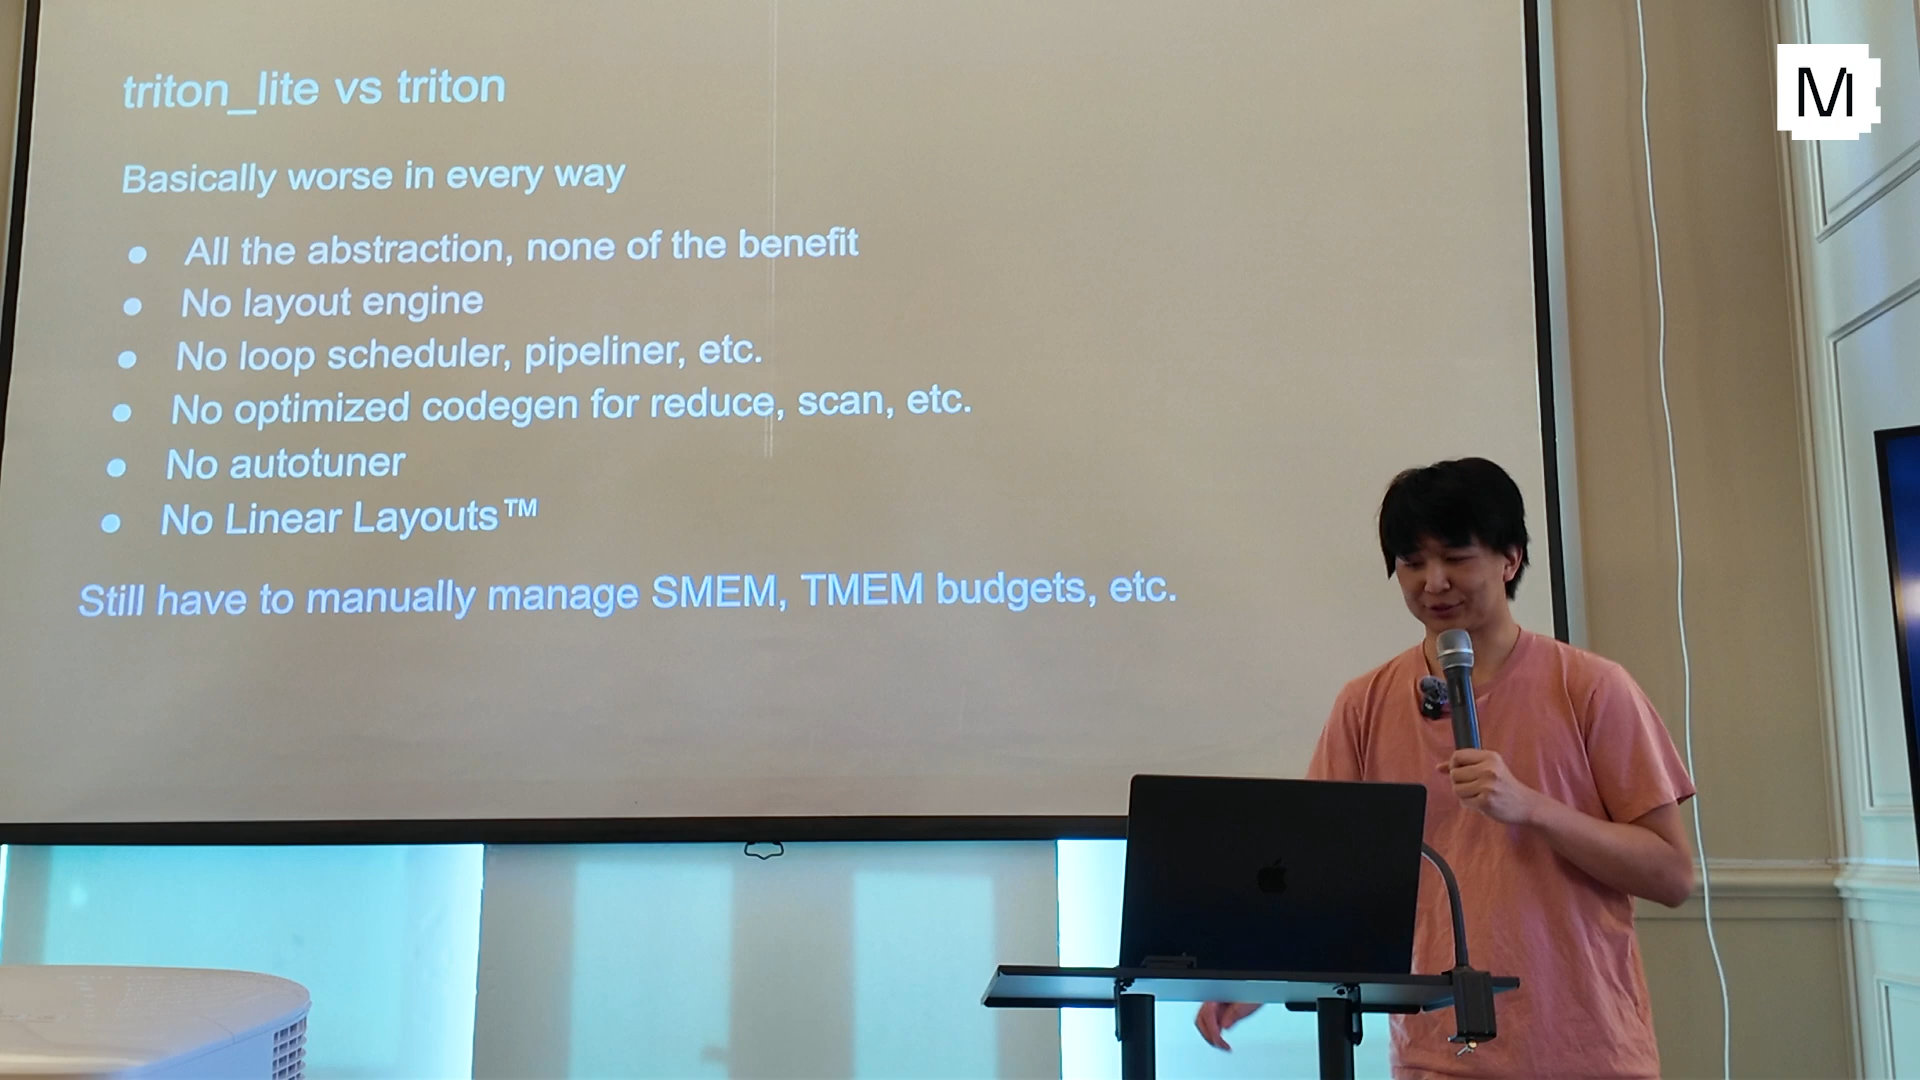 triton_lite vs triton
Basically worse in every way
● All the abstraction, none of the benefit
● No layout engine
● No loop scheduler, pipeliner, etc.
● No optimized codegen for reduce, scan, etc.
● No autotuner
● No Linear Layouts™
Still have to manually manage SMEM, TMEM budgets, etc.
M